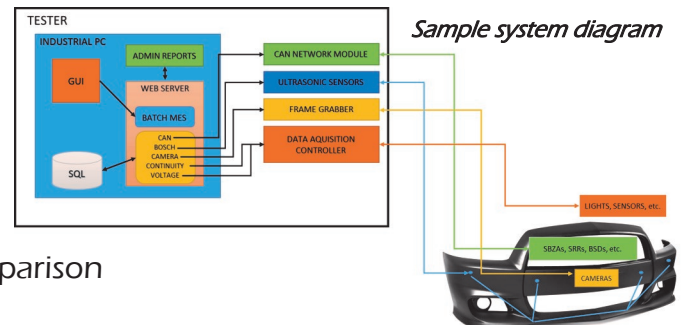 TESTER
Sample system diagram
INDUSTRIAL PC
ADMIN REPORTS
GUI
WEB SERVER
BATCH MES
CAN
BOSCH
CAMERA
CONTINUITY
VOLTAGE
SQL
CAN NETWORK MODULE
ULTRASONIC SENSORS
FRAME GRABBER
DATA AQUISITION
CONTROLLER
LIGHTS, SENSORS, etc.
SBZAs, SRRs, BSDs, etc.
CAMERAS